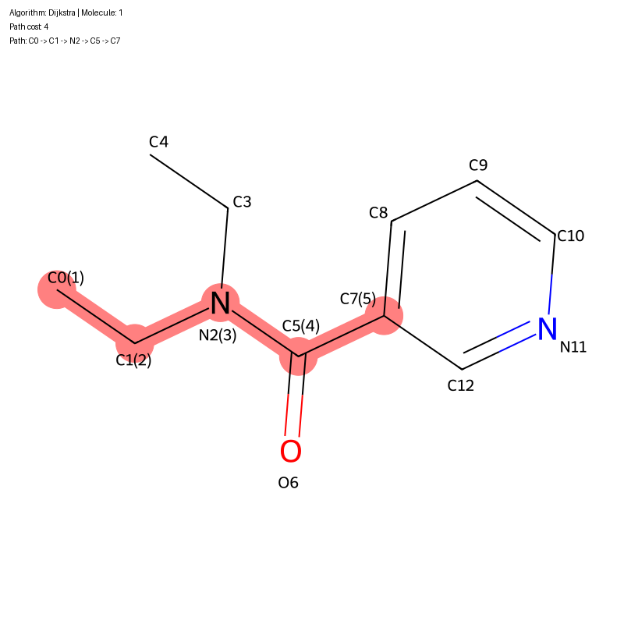 Algorithm: Dijkstra | Molecule: 1
Path cost: 4
Path: C0 -> C1 -> N2 -> C5 -> C7
C4
C3
C9
C8
C10
C0(1)
C7(5)
N
N2(3)
C5(4)
N
N11
C1(2)
C12
O
O6